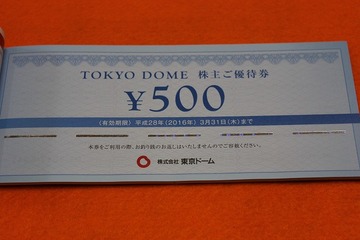 TOKYO DOME 株主ご優待券
¥500
(有効期限) 平成28年(2016年) 3月31日(木)まで
本券をご利用の際、お釣り銭のお返しはいたしませんのでご容赦ください。
株式会社 東京ドーム